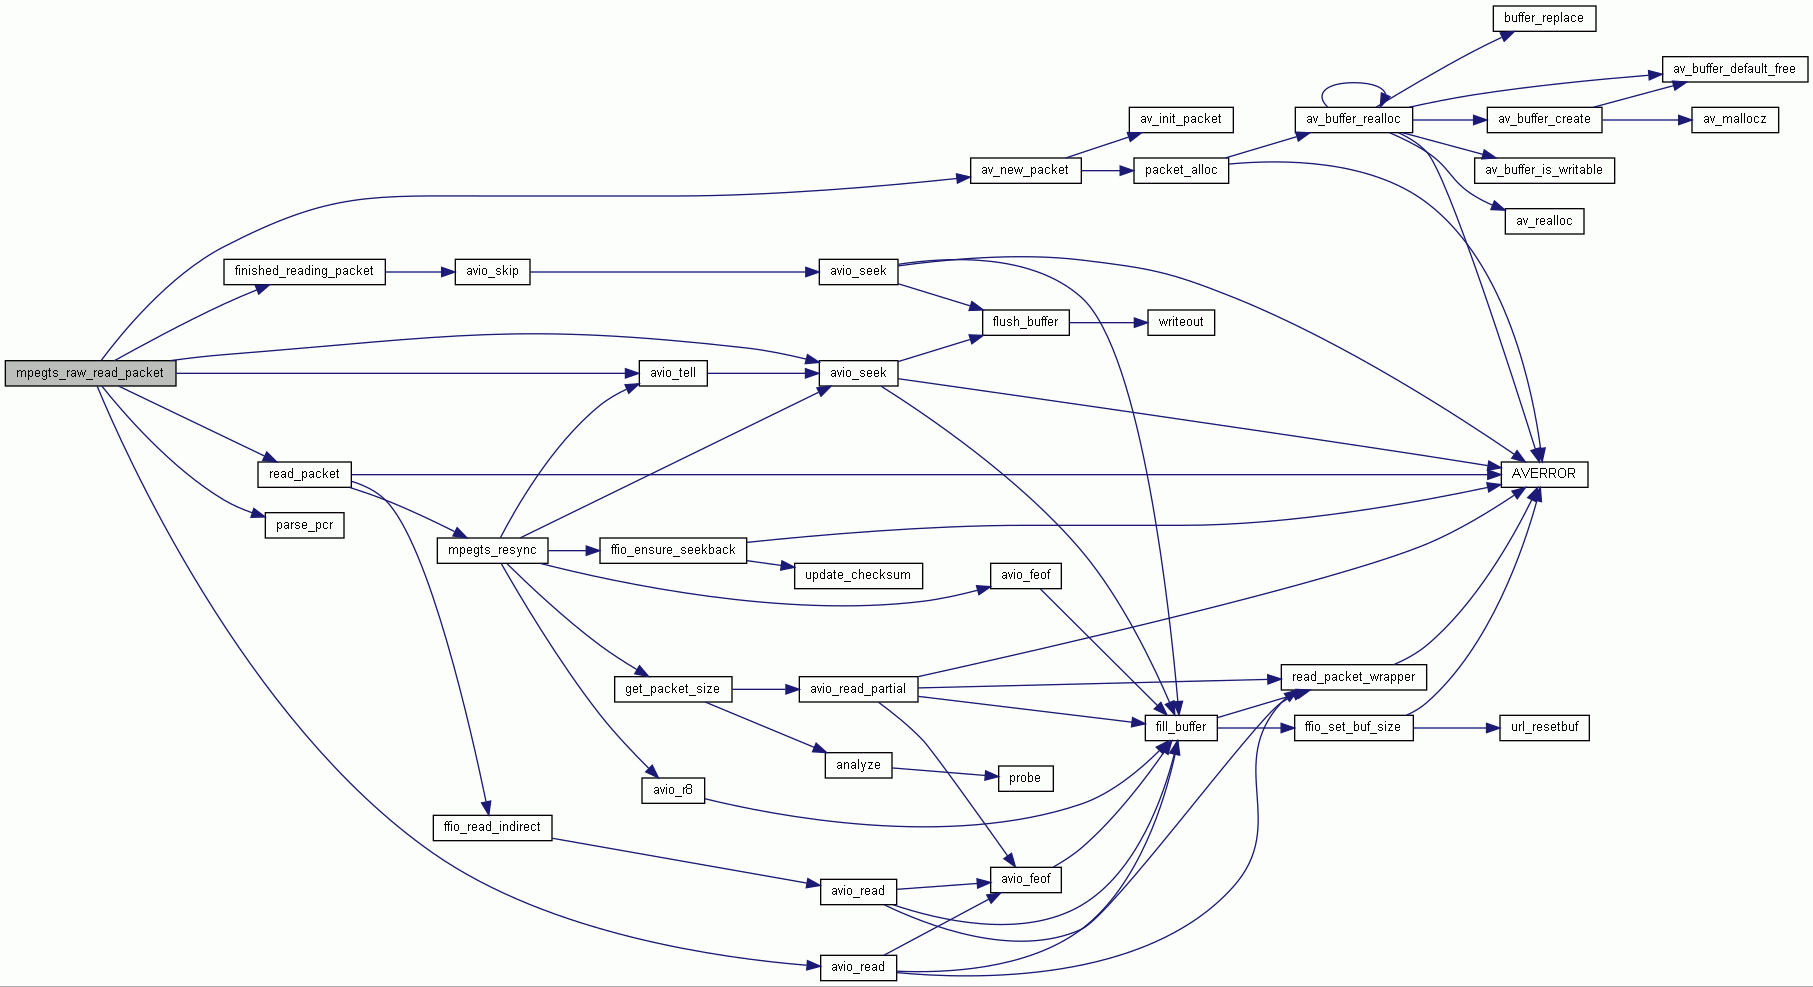 buffer_replace
av_buffer_default_free
av_init_packet
av_buffer_realloc
av_buffer_create
av_mallocz
av_new_packet
packet_alloc
av_buffer_is_writable
av_realloc
finished_reading_packet
avio_skip
avio_seek
flush_buffer
writeout
mpegts_raw_read_packet
avio_tell
avio_seek
read_packet
AVERROR
parse_pcr
mpegts_resync
ffio_ensure_seekback
update_checksum
avio_feof
get_packet_size
avio_read_partial
read_packet_wrapper
fill_buffer
ffio_set_buf_size
url_resetbuf
analyze
probe
avio_r8
ffio_read_indirect
avio_read
avio_feof
avio_read